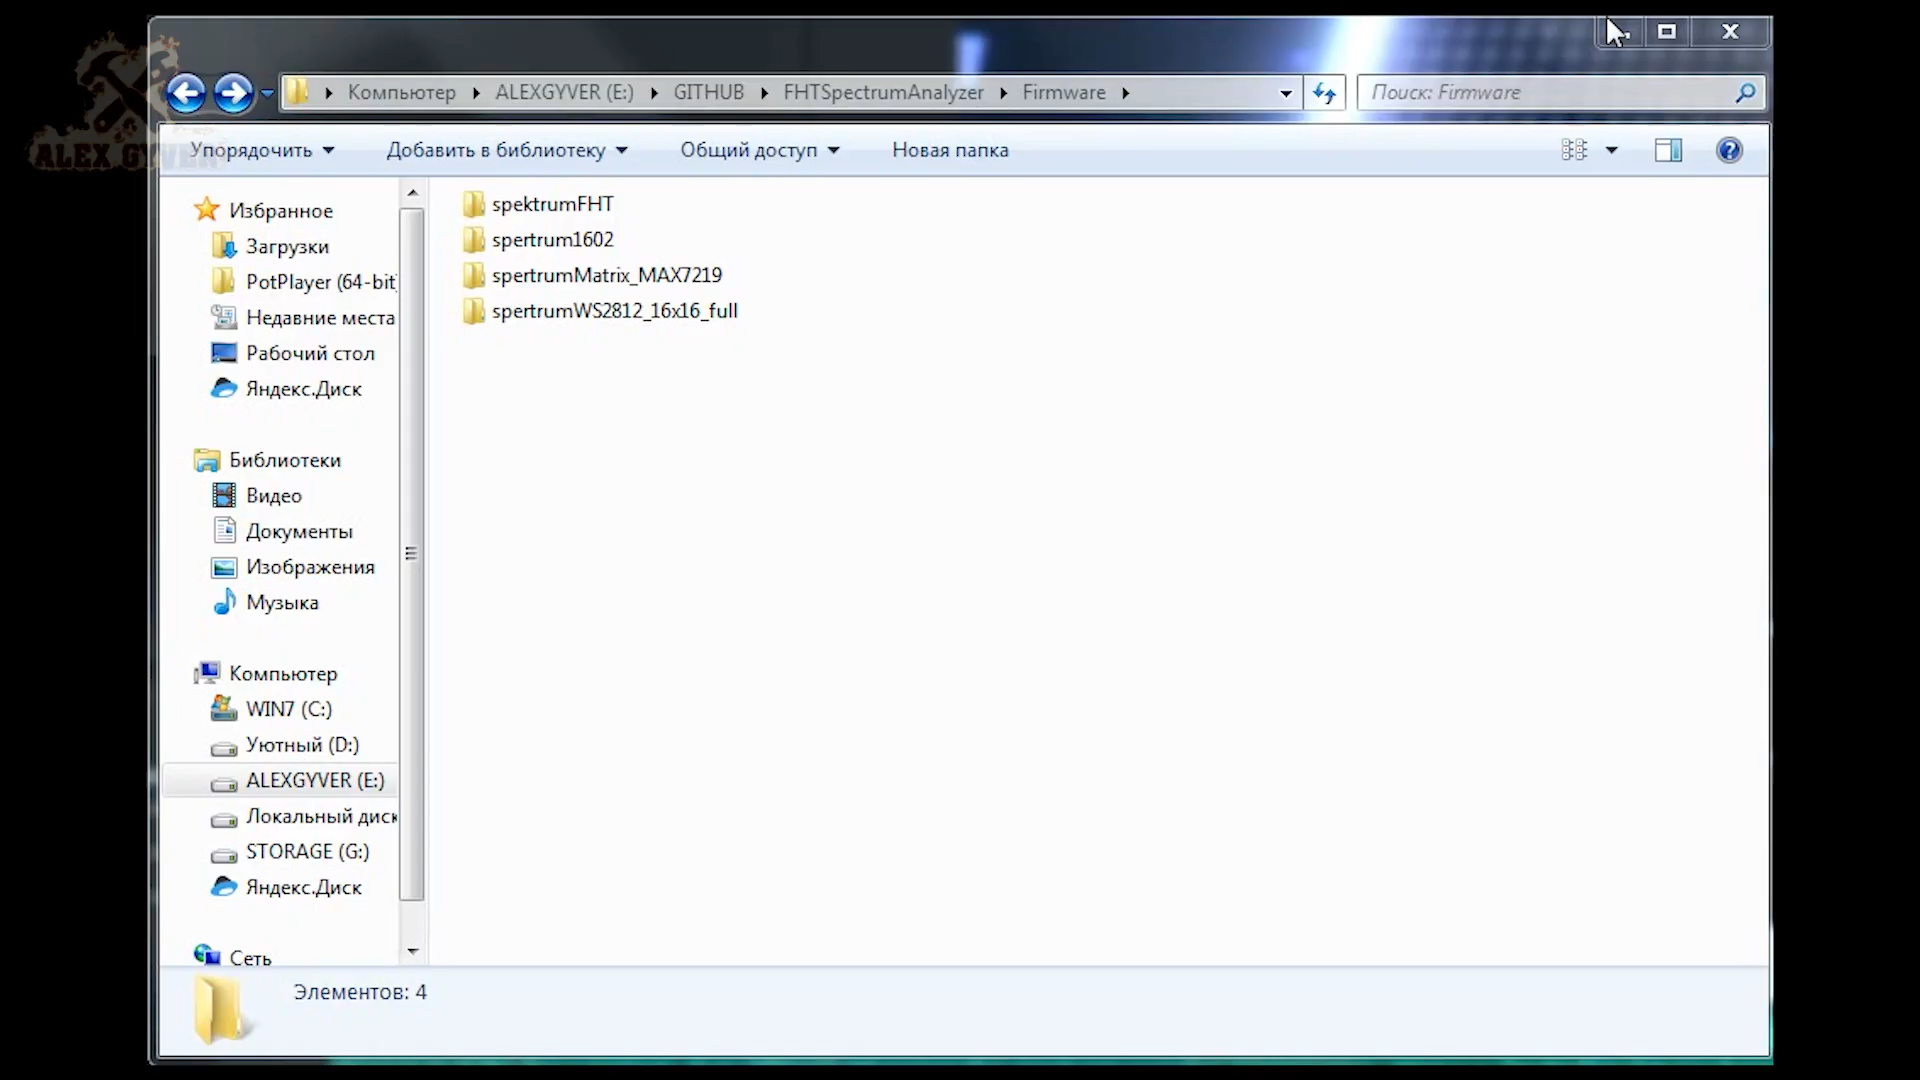 ALEX GYVER
Компьютер ALEXGYVER (E:) GITHUB FHTSpectrumAnalyzer Firmware
Поиск: Firmware
Упорядочить Добавить в библиотеку Общий доступ Новая папка
Избранное
Загрузки
PotPlayer (64-bit)
Недавние места
Рабочий стол
Яндекс.Диск
Библиотеки
Видео
Документы
Изображения
Музыка
Компьютер
WIN7 (C:)
Уютный (D:)
ALEXGYVER (E:)
Локальный диск
STORAGE (G:)
Яндекс.Диск
Сеть
spektrumFHT
spertrum1602
spertrumMatrix_MAX7219
spertrumWS2812_16x16_full
Элементов: 4